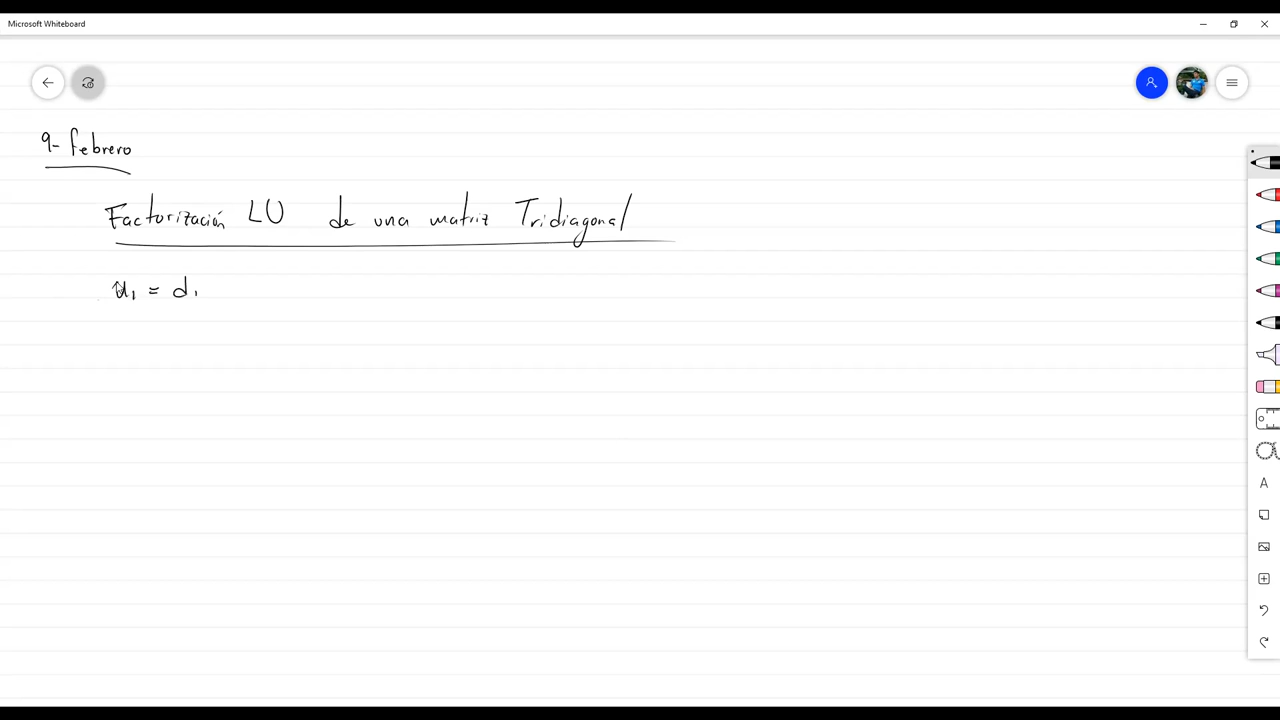 Microsoft Whiteboard
9- febrero
Factorización LU de una matriz Tridiagonal
u₁ = d₁
A